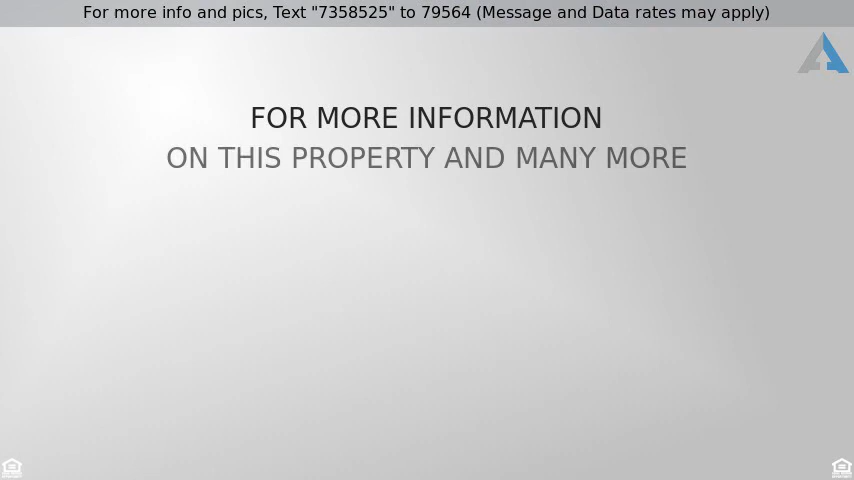 For more info and pics, Text "7358525" to 79564 (Message and Data rates may apply)
FOR MORE INFORMATION
ON THIS PROPERTY AND MANY MORE